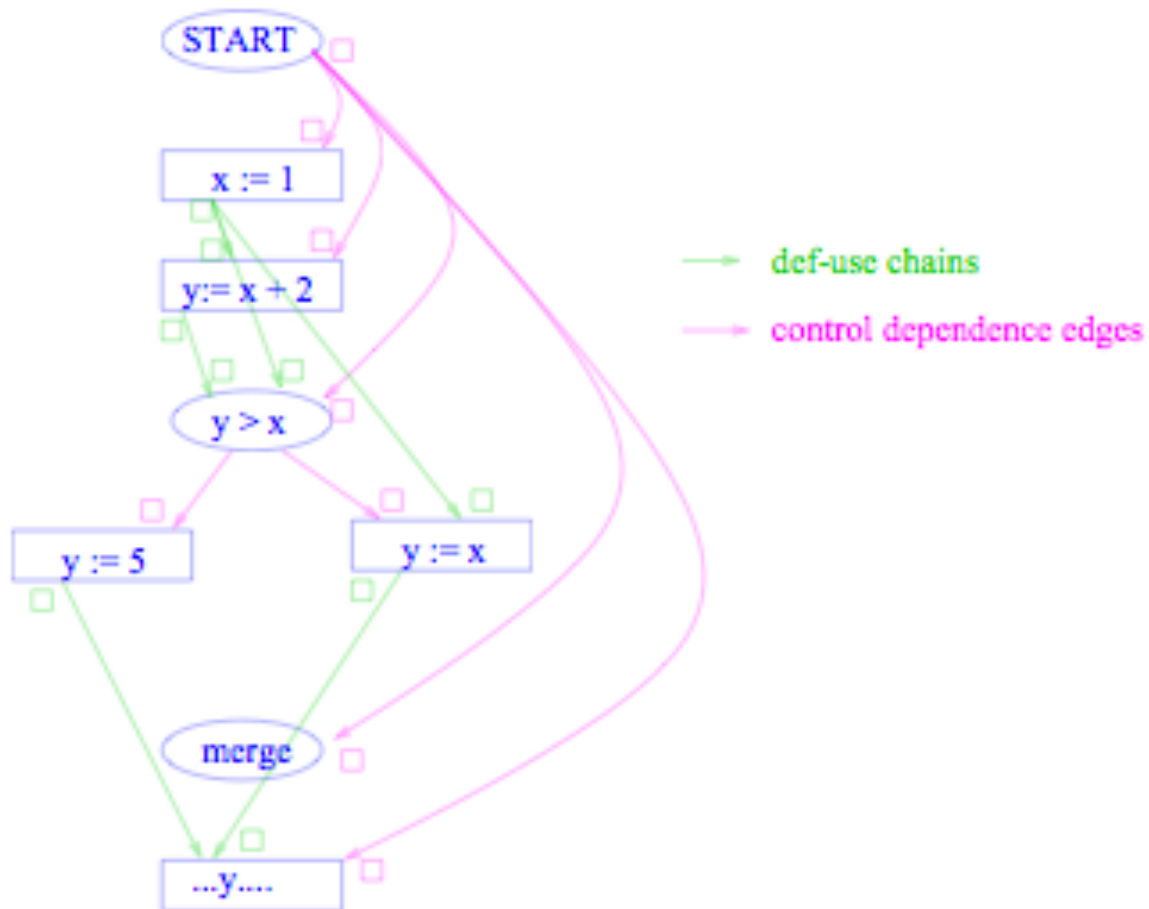 START
x := 1
y:= x + 2
def-use chains
control dependence edges
y > x
y := 5
y := x
merge
...y....